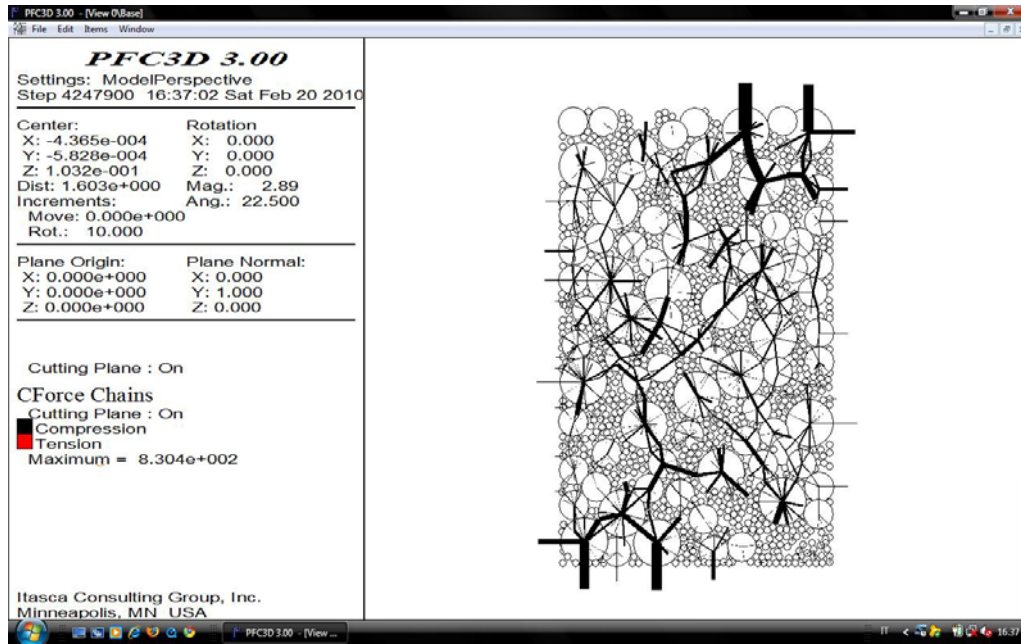 PFC3D 3.00 - [View 0\Base]
File Edit Items Window
PFC3D 3.00
Settings: ModelPerspective
Step 4247900 16:37:02 Sat Feb 20 2010
Center: Rotation
X: -4.365e-004 X: 0.000
Y: -5.828e-004 Y: 0.000
Z: 1.032e-001 Z: 0.000
Dist: 1.603e+000 Mag.: 2.89
Increments: Ang.: 22.500
Move: 0.000e+000
Rot.: 10.000
Plane Origin: Plane Normal:
X: 0.000e+000 X: 0.000
Y: 0.000e+000 Y: 1.000
Z: 0.000e+000 Z: 0.000
Cutting Plane : On
CForce Chains
Cutting Plane : On
Compression
Tension
Maximum = 8.304e+002
Itasca Consulting Group, Inc.
Minneapolis, MN USA
PFC3D 3.00 - [View ...
IT < 16.37